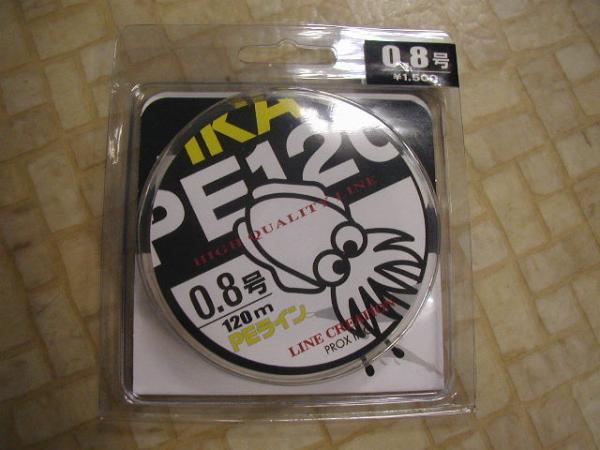 0.8号
¥1,500
IKA
PE120
HIGH QUALITY LINE
0.8号
120m
PEライン
LINE CREATION
PROX